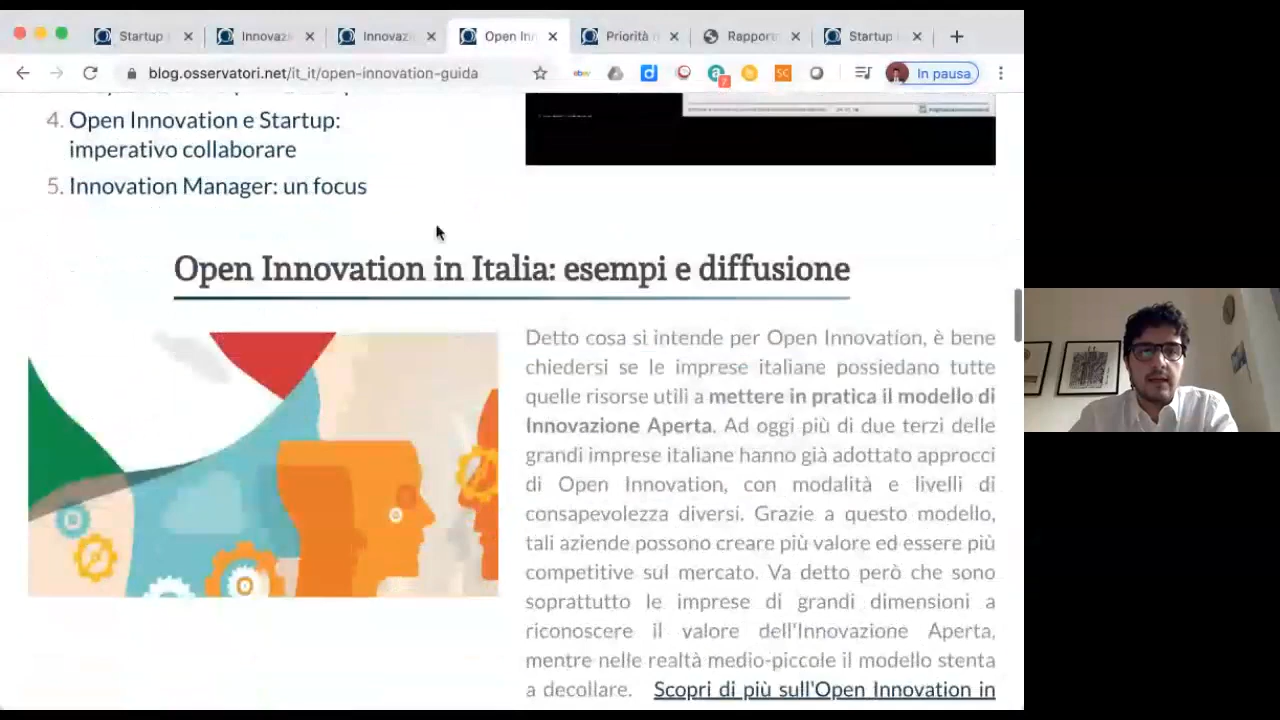 Startup
Innovaz
Innovaz
Open In
Priorità
Rappor
Startup
blog.osservatori.net/it_it/open-innovation-guida
ebay
7
SC
In pausa
4. Open Innovation e Startup:
imperativo collaborare
5. Innovation Manager: un focus
Open Innovation in Italia: esempi e diffusione
Detto cosa si intende per Open Innovation, è bene
chiedersi se le imprese italiane possiedano tutte
quelle risorse utili a mettere in pratica il modello di
Innovazione Aperta. Ad oggi più di due terzi delle
grandi imprese italiane hanno già adottato approcci
di Open Innovation, con modalità e livelli di
consapevolezza diversi. Grazie a questo modello,
tali aziende possono creare più valore ed essere più
competitive sul mercato. Va detto però che sono
soprattutto le imprese di grandi dimensioni a
riconoscere il valore dell'Innovazione Aperta,
mentre nelle realtà medio-piccole il modello stenta
a decollare. Scopri di più sull'Open Innovation in